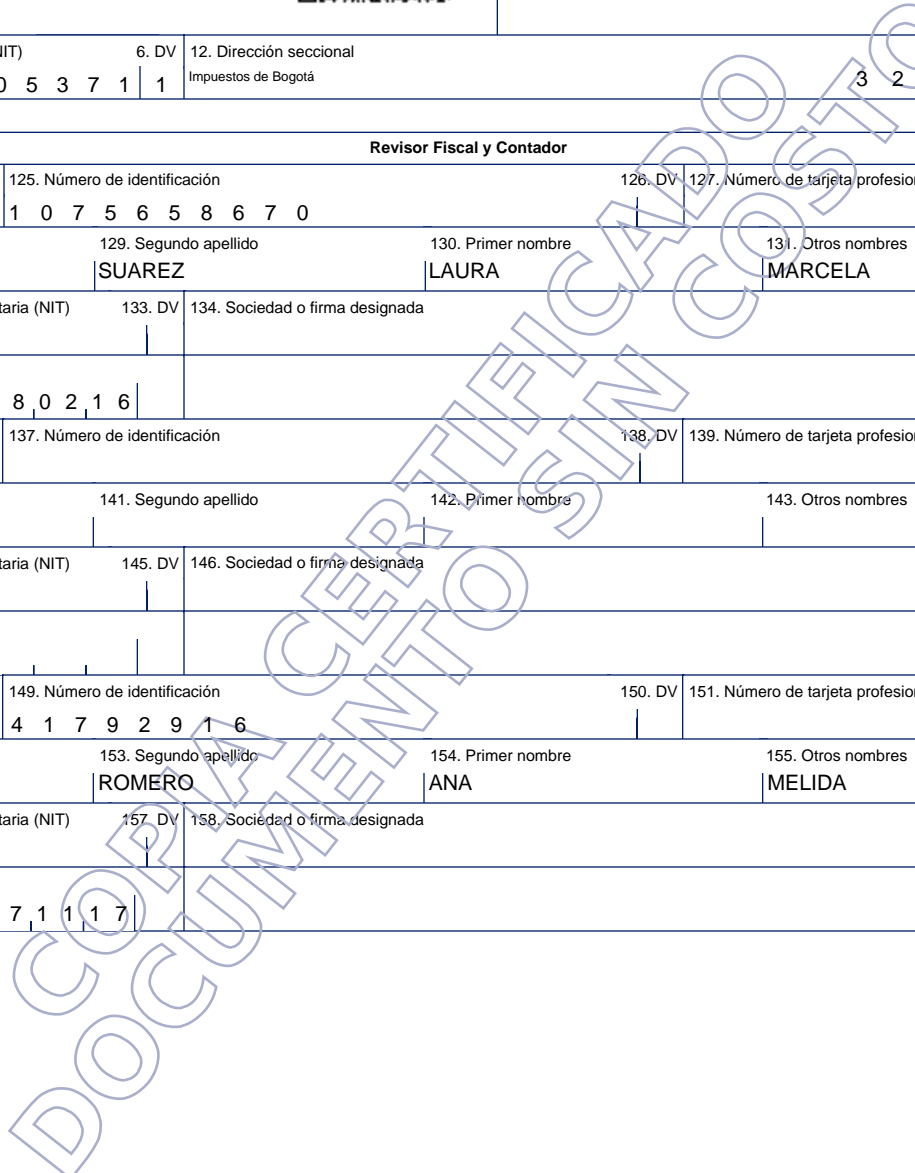 NIT) 6. DV 12. Dirección seccional
0 5 3 7 1 1 Impuestos de Bogotá 3 2
Revisor Fiscal y Contador
125. Número de identificación 126. DV 127. Número de tarjeta profesion
1 0 7 5 6 5 8 6 7 0
129. Segundo apellido 130. Primer nombre 131. Otros nombres
SUAREZ LAURA MARCELA
taria (NIT) 133. DV 134. Sociedad o firma designada
8 0 2 1 6
137. Número de identificación 138. DV 139. Número de tarjeta profesion
141. Segundo apellido 142. Primer nombre 143. Otros nombres
taria (NIT) 145. DV 146. Sociedad o firma designada
149. Número de identificación 150. DV 151. Número de tarjeta profesion
4 1 7 9 2 9 1 6
153. Segundo apellido 154. Primer nombre 155. Otros nombres
ROMERO ANA MELIDA
taria (NIT) 157. DV 158. Sociedad o firma designada
7 1 1 1 7
COPIA CERTIFICADO
DOCUMENTO SIN COSTO